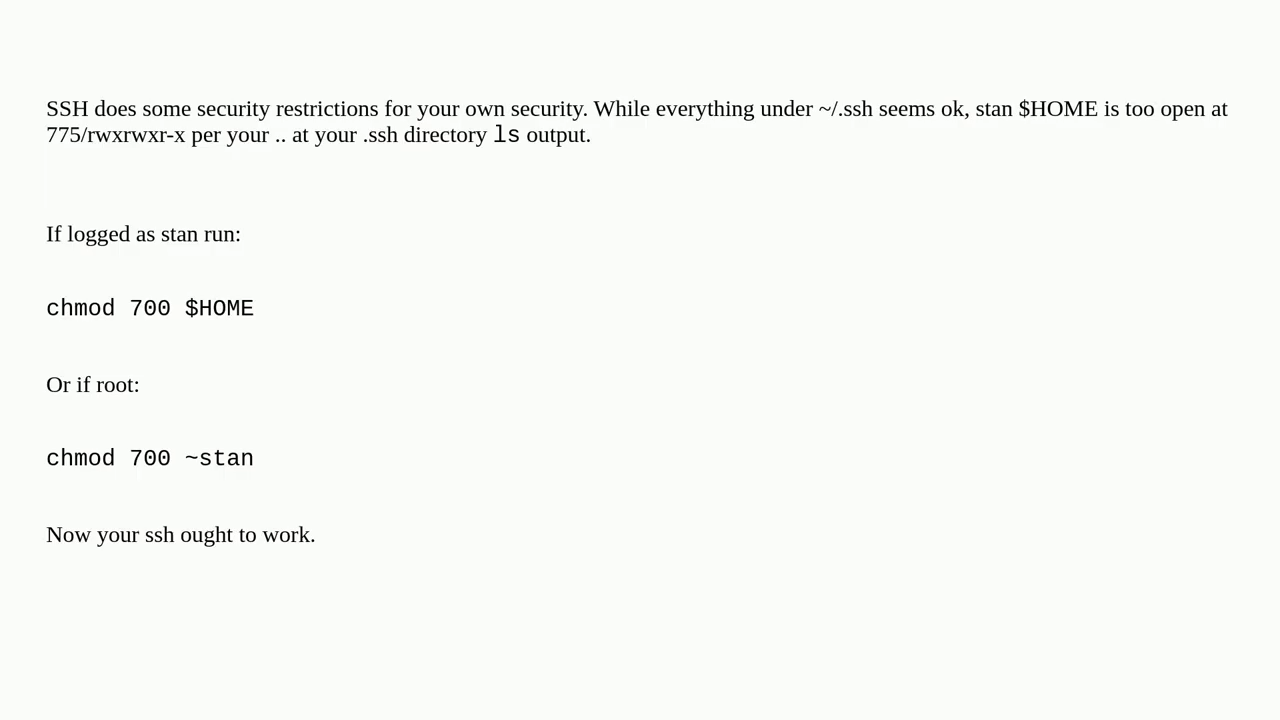 SSH does some security restrictions for your own security. While everything under ~/.ssh seems ok, stan $HOME is too open at
775/rwxrwxr-x per your .. at your .ssh directory ls output.
If logged as stan run:
chmod 700 $HOME
Or if root:
chmod 700 ~stan
Now your ssh ought to work.